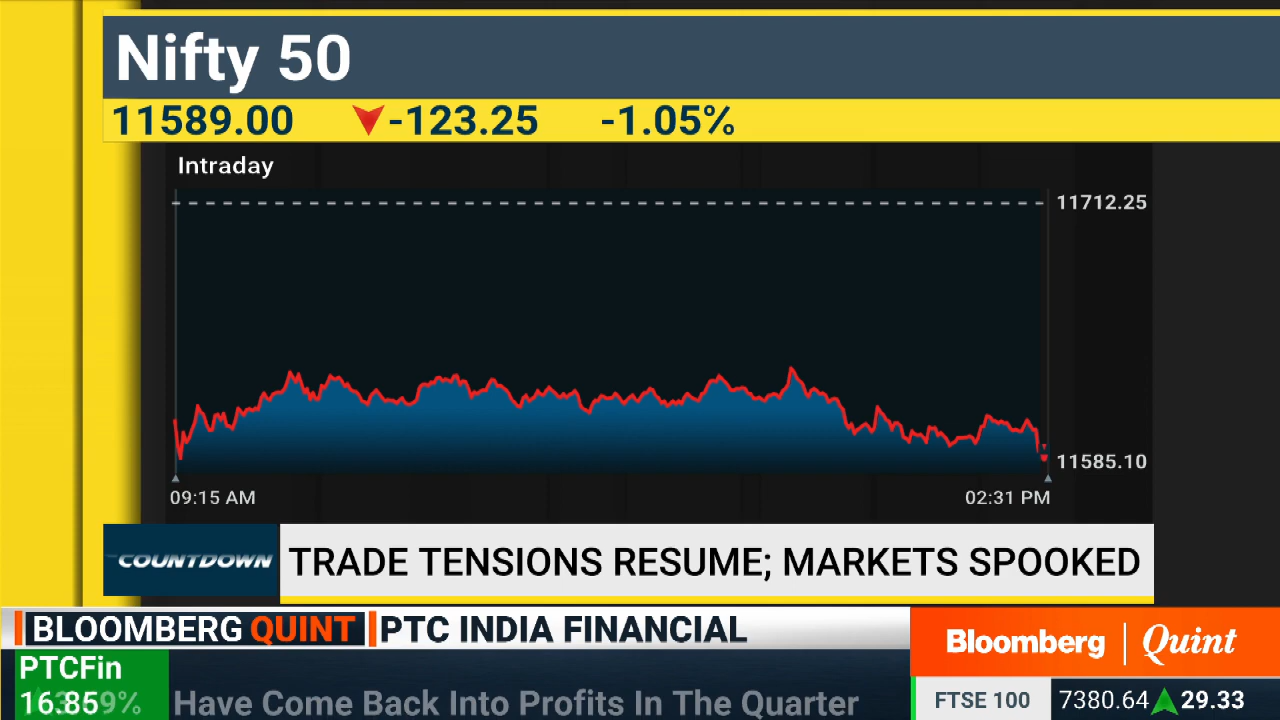 Nifty 50
11589.00 -123.25 -1.05%
Intraday
11712.25
11585.10
09:15 AM 02:31 PM
COUNTDOWN TRADE TENSIONS RESUME; MARKETS SPOOKED
BLOOMBERG QUINT PTC INDIA FINANCIAL
Bloomberg Quint
PTCFin
16.85
Have Come Back Into Profits In The Quarter
FTSE 100 7380.64 29.33